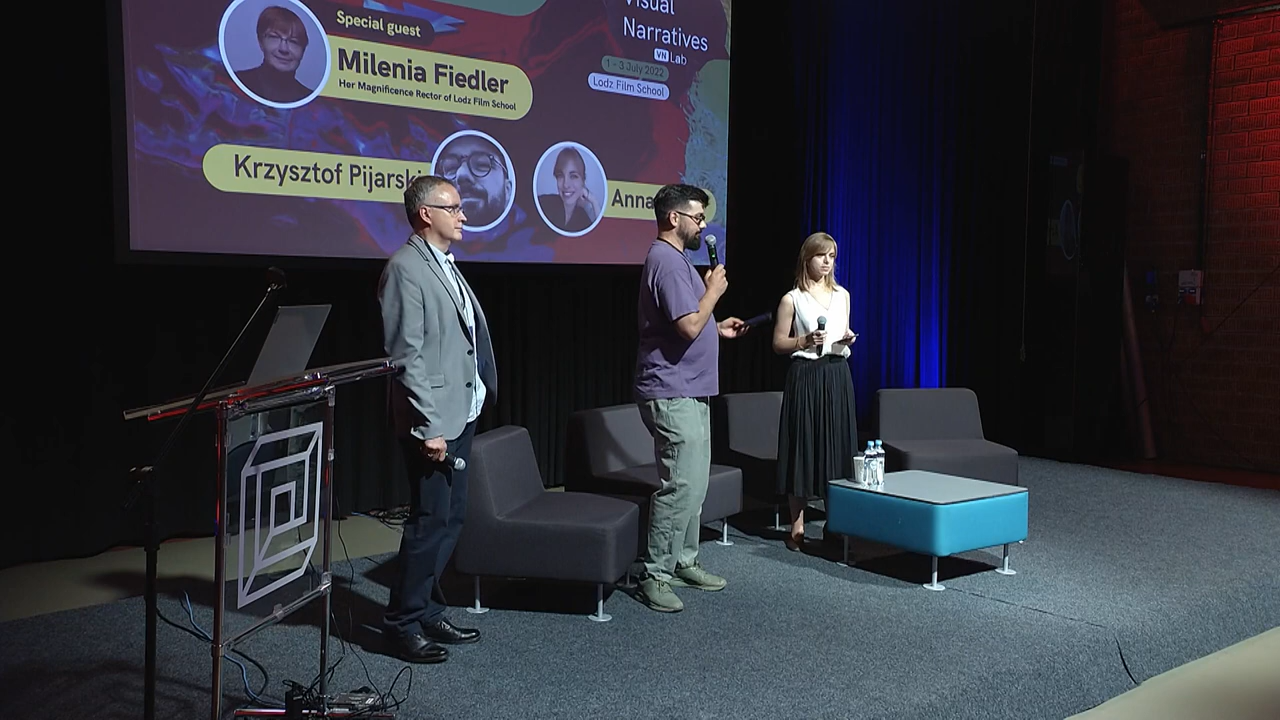 Special guest
Milenia Fiedler
Her Magnificence Rector of Lodz Film School
Visual
Narratives
VN Lab
1 - 3 July 2022
Lodz Film School
Krzysztof Pijarski
Anna